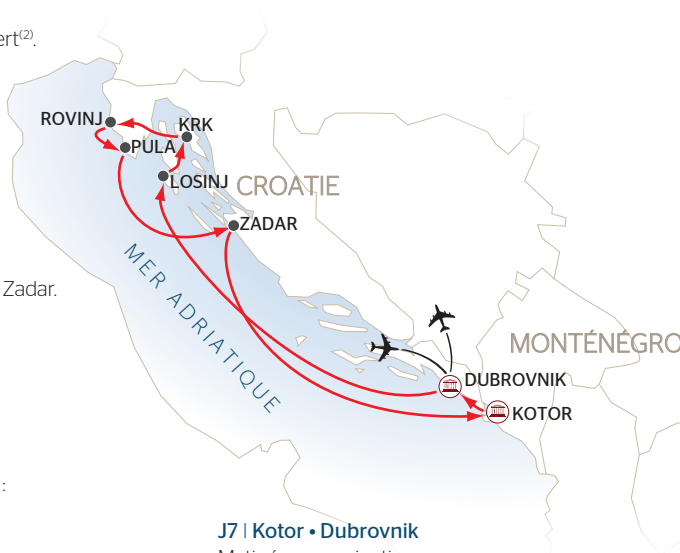 ert(2).
ROVINJ
KRK
PULA
LOSINJ
CROATIE
ZADAR
MER ADRIATIQUE
Zadar.
MONTÉNÉGRO
DUBROVNIK
KOTOR
:
J7 | Kotor • Dubrovnik